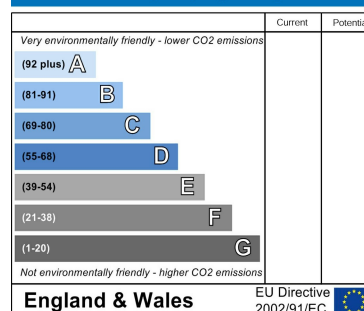 Current Potentia
Very environmentally friendly - lower CO2 emissions
(92 plus) A
(81-91) B
(69-80) C
(55-68) D
(39-54) E
(21-38) F
(1-20) G
Not environmentally friendly - higher CO2 emissions
England & Wales
EU Directive
2002/91/EC